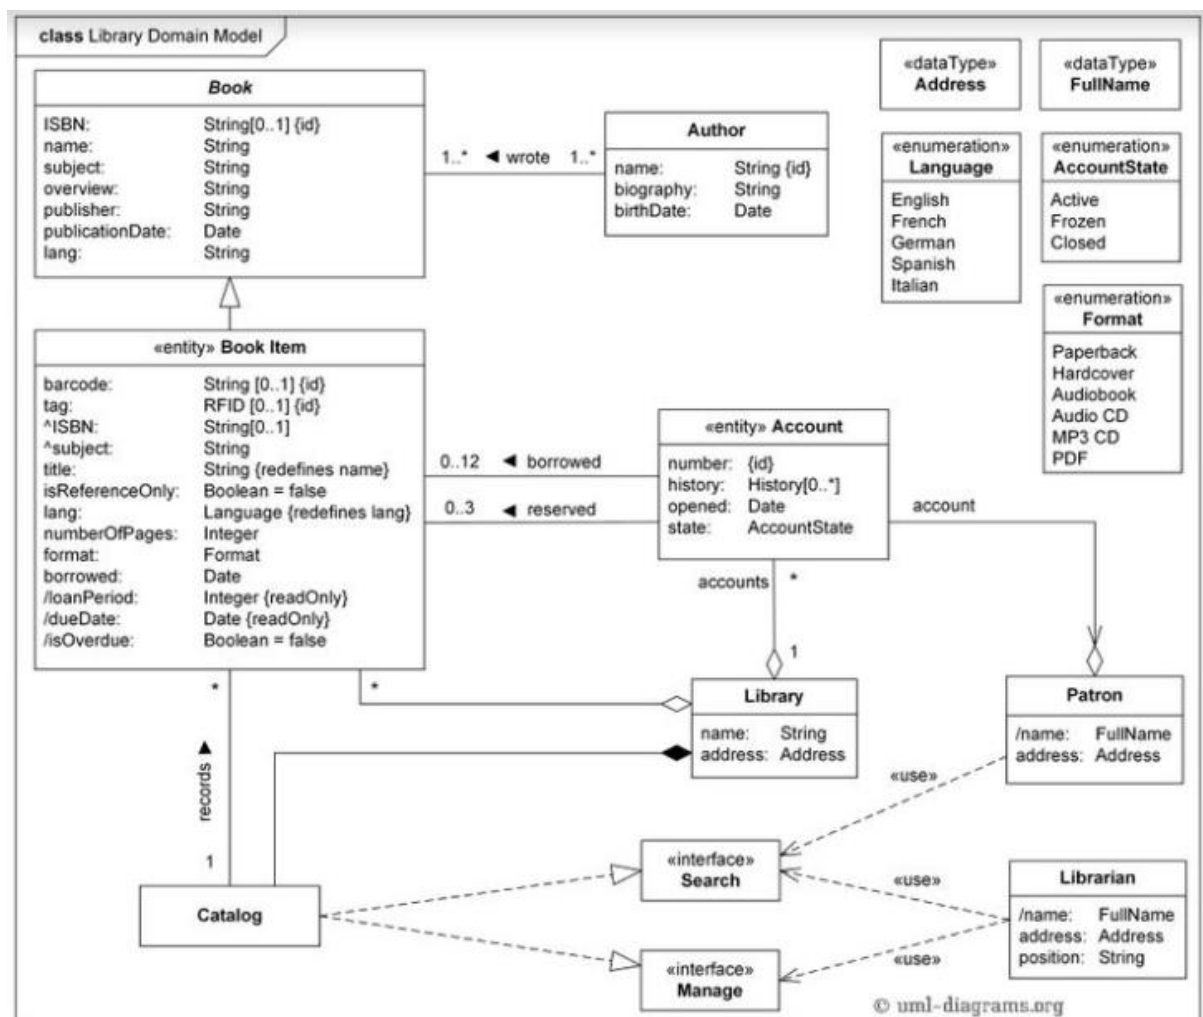 class Library Domain Model
Book
ISBN: String[0..1] {id}
name: String
subject: String
overview: String
publisher: String
publicationDate: Date
lang: String
1..* ◄ wrote 1..*
Author
name: String {id}
biography: String
birthDate: Date
«dataType»
Address
«dataType»
FullName
«enumeration»
Language
English
French
German
Spanish
Italian
«enumeration»
AccountState
Active
Frozen
Closed
«enumeration»
Format
Paperback
Hardcover
Audiobook
Audio CD
MP3 CD
PDF
«entity» Book Item
barcode: String [0..1] {id}
tag: RFID [0..1] {id}
^ISBN: String[0..1]
^subject: String
title: String {redefines name}
isReferenceOnly: Boolean = false
lang: Language {redefines lang}
numberOfPages: Integer
format: Format
borrowed: Date
/loanPeriod: Integer {readOnly}
/dueDate: Date {readOnly}
/isOverdue: Boolean = false
0..12 ◄ borrowed
0..3 ◄ reserved
«entity» Account
number: {id}
history: History[0..*]
opened: Date
state: AccountState
account
accounts *
1
*
*
Library
name: String
address: Address
Patron
/name: FullName
address: Address
records ►
1
«use»
Catalog
«interface»
Search
«use»
«interface»
Manage
«use»
Librarian
/name: FullName
address: Address
position: String
© uml-diagrams.org